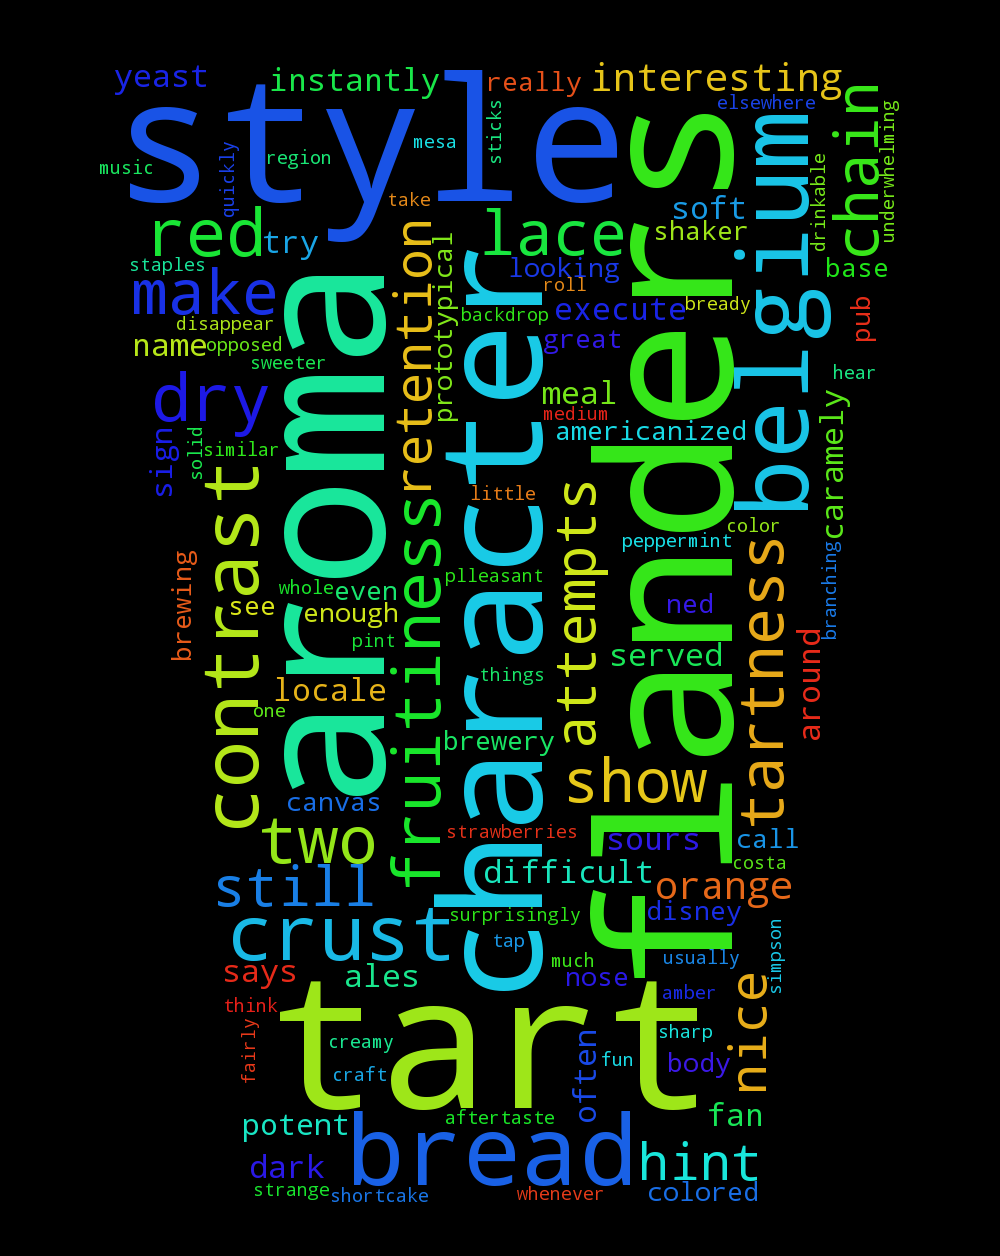 yeast
instantly
really
interesting
elsewhere
style
chain
underwhelming
sticks
mesa
music
region
quickly
belgium
flanders
drinkable
take
red
try
lace
soft
shaker
retention
prototypical
character
aroma
staples
looking
base
make
roll
execute
bready
pub
backdrop
disappear
name
opposed
great
sweeter
hear
dry
meal
medium
caramely
americanized
sign
solid
similar
contrast
little
attempts
color
fruitiness
peppermint
tartness
branching
brewing
plleasant
whole
even
see
enough
ned
pint
served
around
things
locale
one
brewery
show
canvas
two
strawberries
sours
call
costa
still
difficult
orange
crust
surprisingly
disney
tap
usually
simpson
much
says
ales
nose
nice
tart
amber
think
sharp
creamy
fairly
often
fun
body
craft
potent
aftertaste
fan
bread
hint
dark
strange
shortcake
whenever
colored